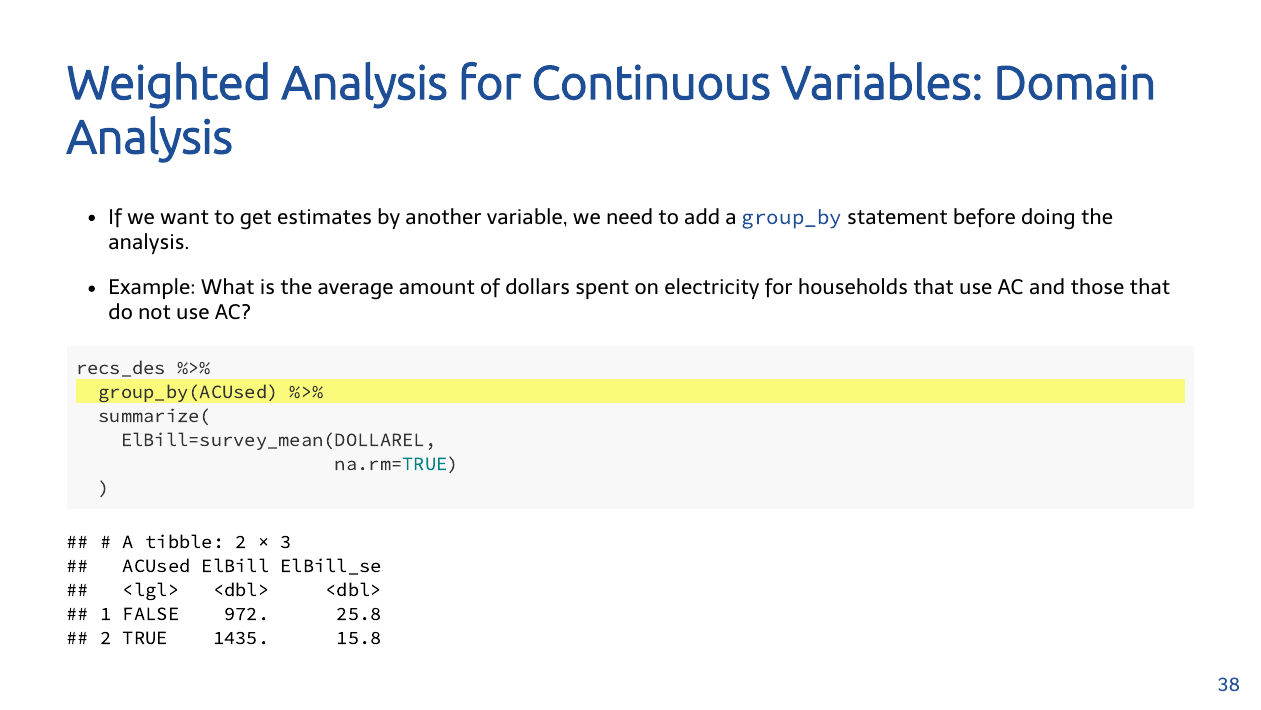 Weighted Analysis for Continuous Variables: Domain
Analysis
• If we want to get estimates by another variable, we need to add a group_by statement before doing the
analysis.
• Example: What is the average amount of dollars spent on electricity for households that use AC and those that
do not use AC?
recs_des %>%
  group_by(ACUsed) %>%
  summarize(
    ElBill=survey_mean(DOLLAREL,
                       na.rm=TRUE)
  )
## # A tibble: 2 × 3
##   ACUsed ElBill ElBill_se
##   <lgl>   <dbl>     <dbl>
## 1 FALSE    972.      25.8
## 2 TRUE    1435.      15.8
38